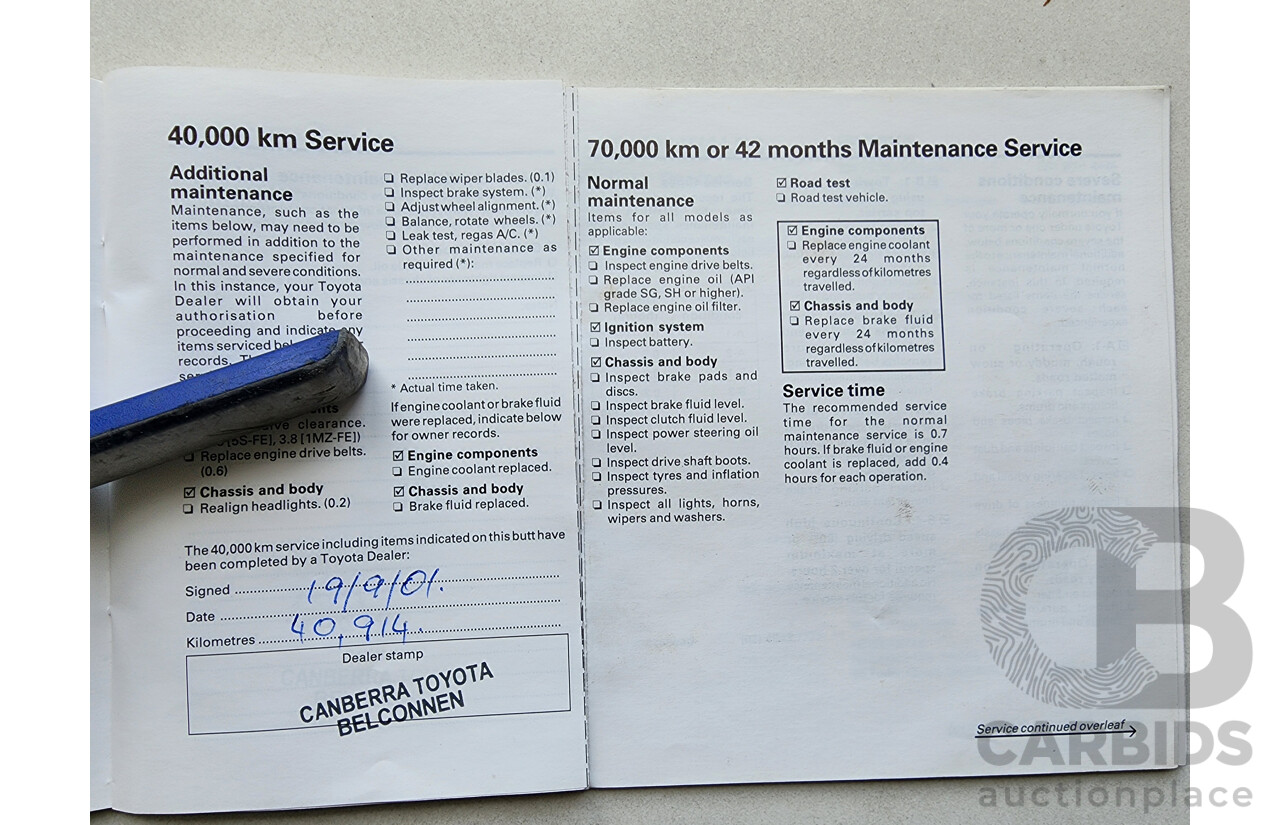 40,000 km Service
Additional
maintenance
Maintenance, such as the
items below, may need to be
performed in addition to the
maintenance specified for
normal and severe conditions.
In this instance, your Toyota
Dealer will obtain your
authorisation before
proceeding and indicate any
items serviced
records.
clearance.
[5S-FE], 3.8 [1MZ-FE])
❏ Replace engine drive belts.
(0.6)
☑ Chassis and body
❏ Realign headlights. (0.2)
❏ Replace wiper blades. (0.1)
❏ Inspect brake system. (*)
❏ Adjust wheel alignment. (*)
❏ Balance, rotate wheels. (*)
❏ Leak test, regas A/C. (*)
❏ Other maintenance as
required (*):
* Actual time taken.
If engine coolant or brake fluid
were replaced, indicate below
for owner records.
☑ Engine components
❏ Engine coolant replaced.
☑ Chassis and body
❏ Brake fluid replaced.
The 40,000 km service including items indicated on this butt have
been completed by a Toyota Dealer:
Signed
19/9/01.
Date
40,914.
Kilometres
Dealer stamp
CANBERRA TOYOTA
BELCONNEN
70,000 km or 42 months Maintenance Service
Normal
maintenance
Items for all models as
applicable:
☑ Engine components
❏ Inspect engine drive belts.
❏ Replace engine oil (API
grade SG, SH or higher).
❏ Replace engine oil filter.
☑ Ignition system
❏ Inspect battery.
☑ Chassis and body
❏ Inspect brake pads and
discs.
❏ Inspect brake fluid level.
❏ Inspect clutch fluid level.
❏ Inspect power steering oil
level.
❏ Inspect drive shaft boots.
❏ Inspect tyres and inflation
pressures.
❏ Inspect all lights, horns,
wipers and washers.
☑ Road test
❏ Road test vehicle.
☑ Engine components
❏ Replace engine coolant
every 24 months
regardless of kilometres
travelled.
☑ Chassis and body
❏ Replace brake fluid
every 24 months
regardless of kilometres
travelled.
Service time
The recommended service
time for the normal
maintenance service is 0.7
hours. If brake fluid or engine
coolant is replaced, add 0.4
hours for each operation.
Service continued overleaf
CB
CARBIDS
auctionplace